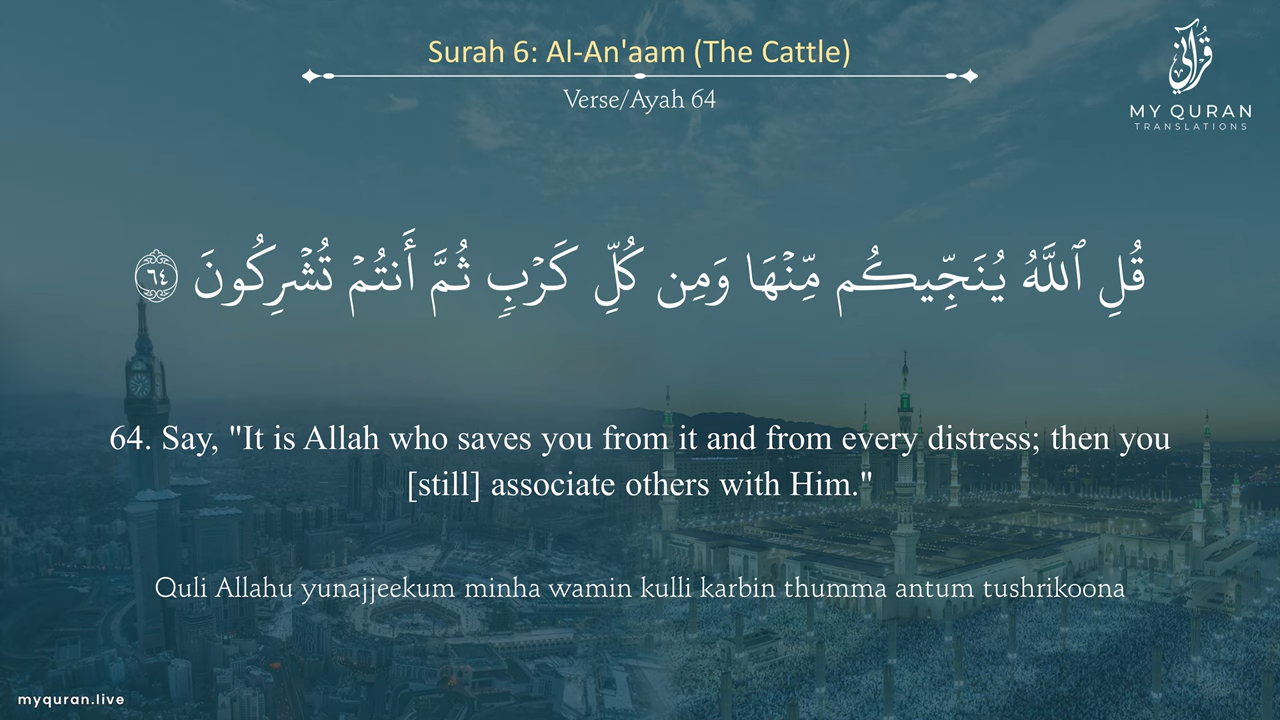 Surah 6: Al-An'aam (The Cattle)
Verse/Ayah 64
قرآني
MY QURAN
TRANSLATIONS
قُلِ ٱللَّهُ يُنَجِّيكُم مِّنۡهَا وَمِن كُلِّ كَرۡبٖ ثُمَّ أَنتُمۡ تُشۡرِكُونَ ٦٤
64. Say, "It is Allah who saves you from it and from every distress; then you
[still] associate others with Him."
Quli Allahu yunajjeekum minha wamin kulli karbin thumma antum tushrikoona
myquran.live